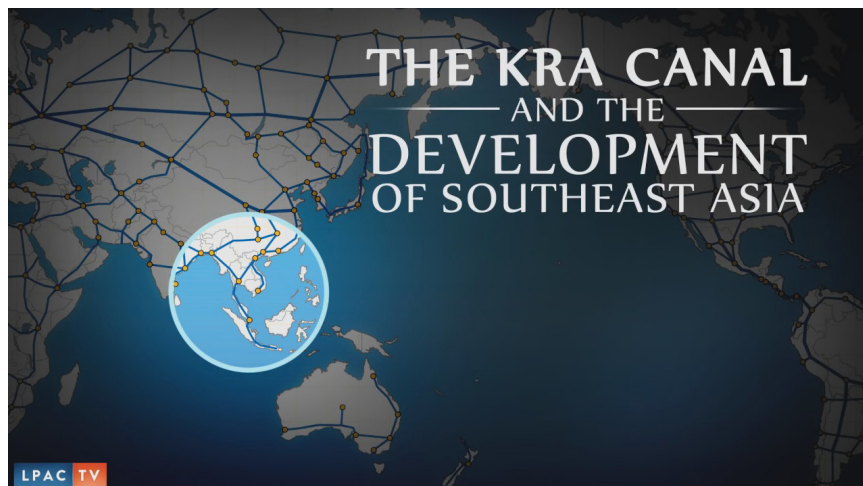 THE KRA CANAL
AND THE
DEVELOPMENT
OF SOUTHEAST ASIA
LPAC TV